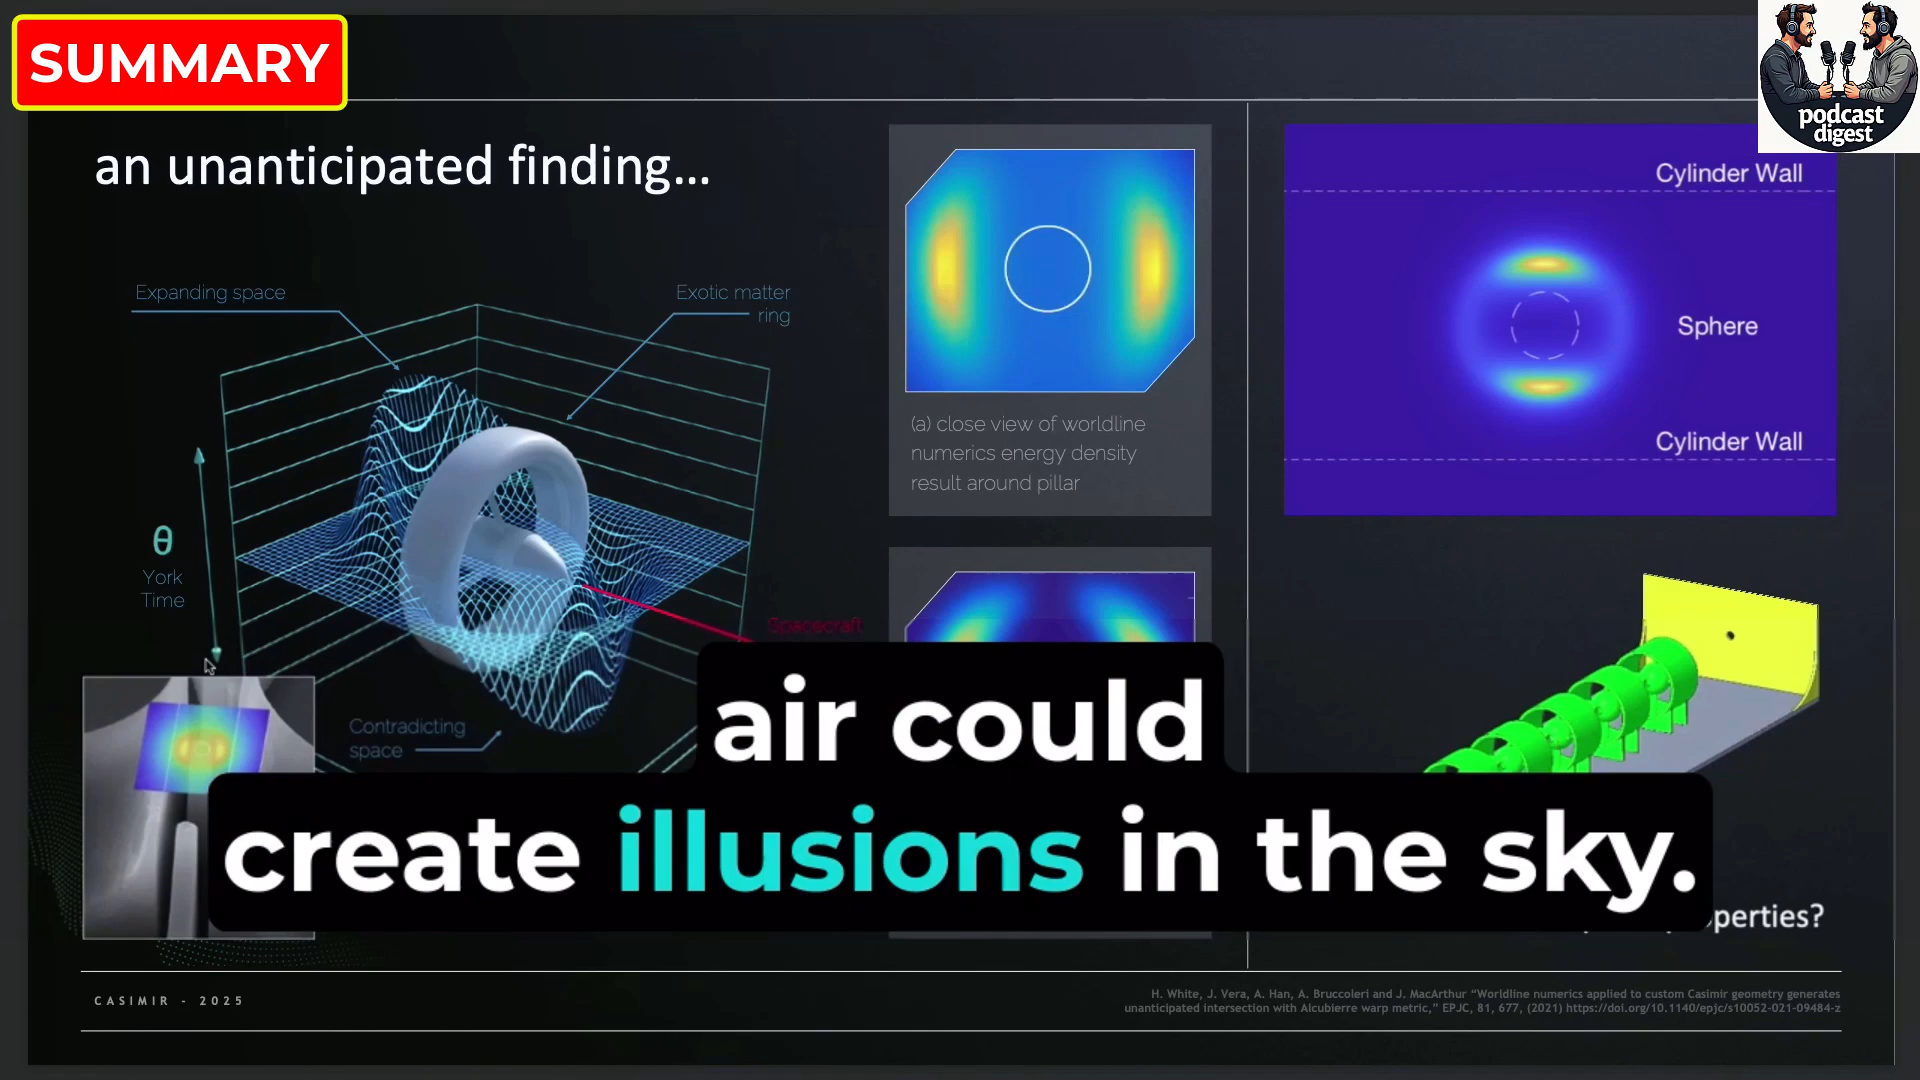 SUMMARY
podcast
digest
an unanticipated finding...
Expanding space
Exotic matter
ring
θ
York
Time
Spacecraft
Contradicting
space
(a) close view of worldline
numerics energy density
result around pillar
Cylinder Wall
Sphere
Cylinder Wall
air could
create illusions in the sky.
CASIMIR - 2025
H. White, J. Vera, A. Han, A. Bruccoleri and J. MacArthur “Worldline numerics applied to custom Casimir geometry generates
unanticipated intersection with Alcubierre warp metric,” EPJC, 81, 677, (2021) https://doi.org/10.1140/epjc/s10052-021-09484-z